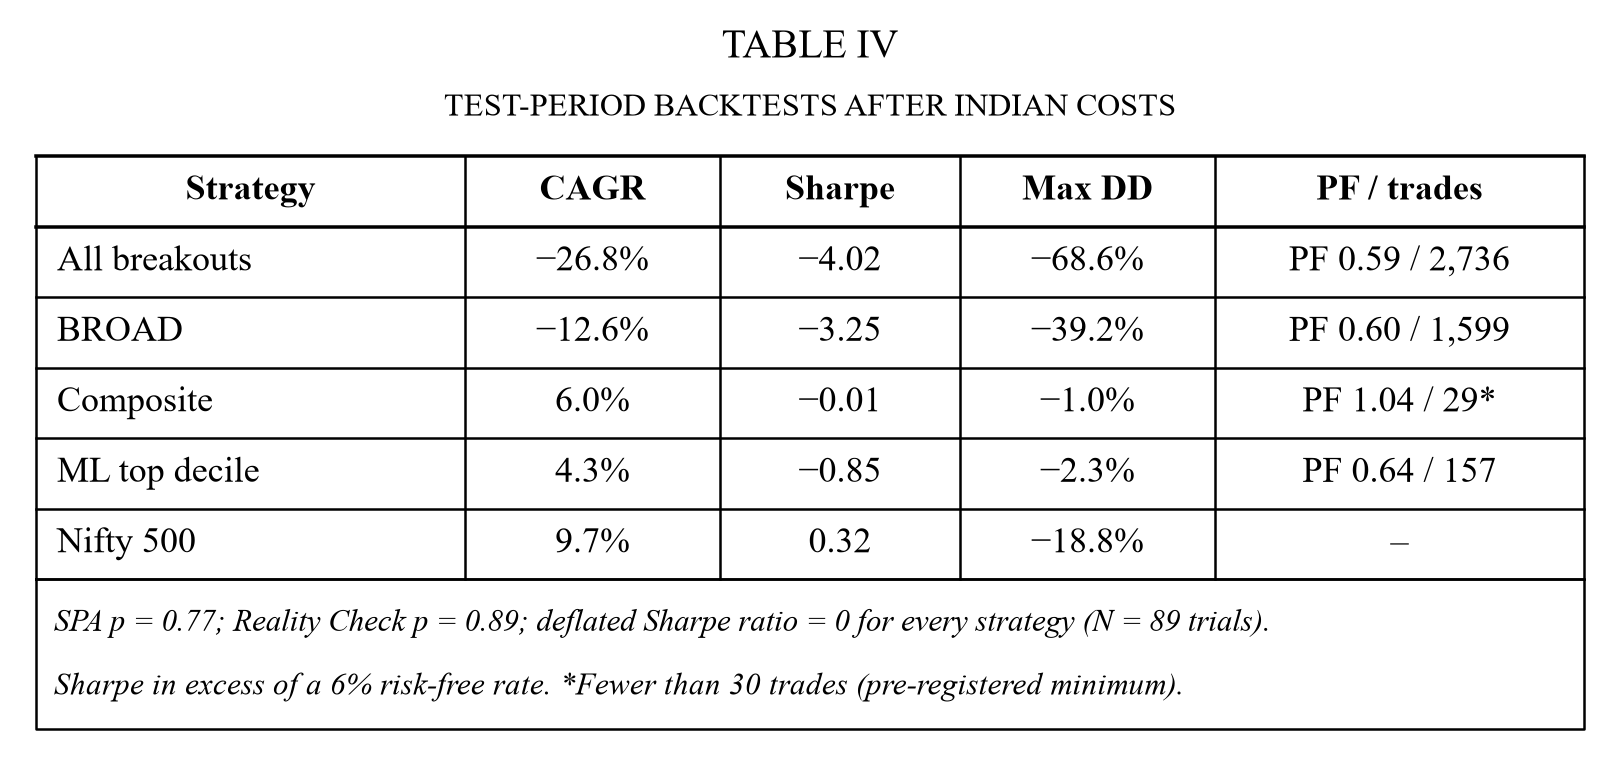 TABLE IV
TEST-PERIOD BACKTESTS AFTER INDIAN COSTS
Strategy CAGR Sharpe Max DD PF / trades
All breakouts −26.8% −4.02 −68.6% PF 0.59 / 2,736
BROAD −12.6% −3.25 −39.2% PF 0.60 / 1,599
Composite 6.0% −0.01 −1.0% PF 1.04 / 29*
ML top decile 4.3% −0.85 −2.3% PF 0.64 / 157
Nifty 500 9.7% 0.32 −18.8% –
SPA p = 0.77; Reality Check p = 0.89; deflated Sharpe ratio = 0 for every strategy (N = 89 trials).
Sharpe in excess of a 6% risk-free rate. *Fewer than 30 trades (pre-registered minimum).